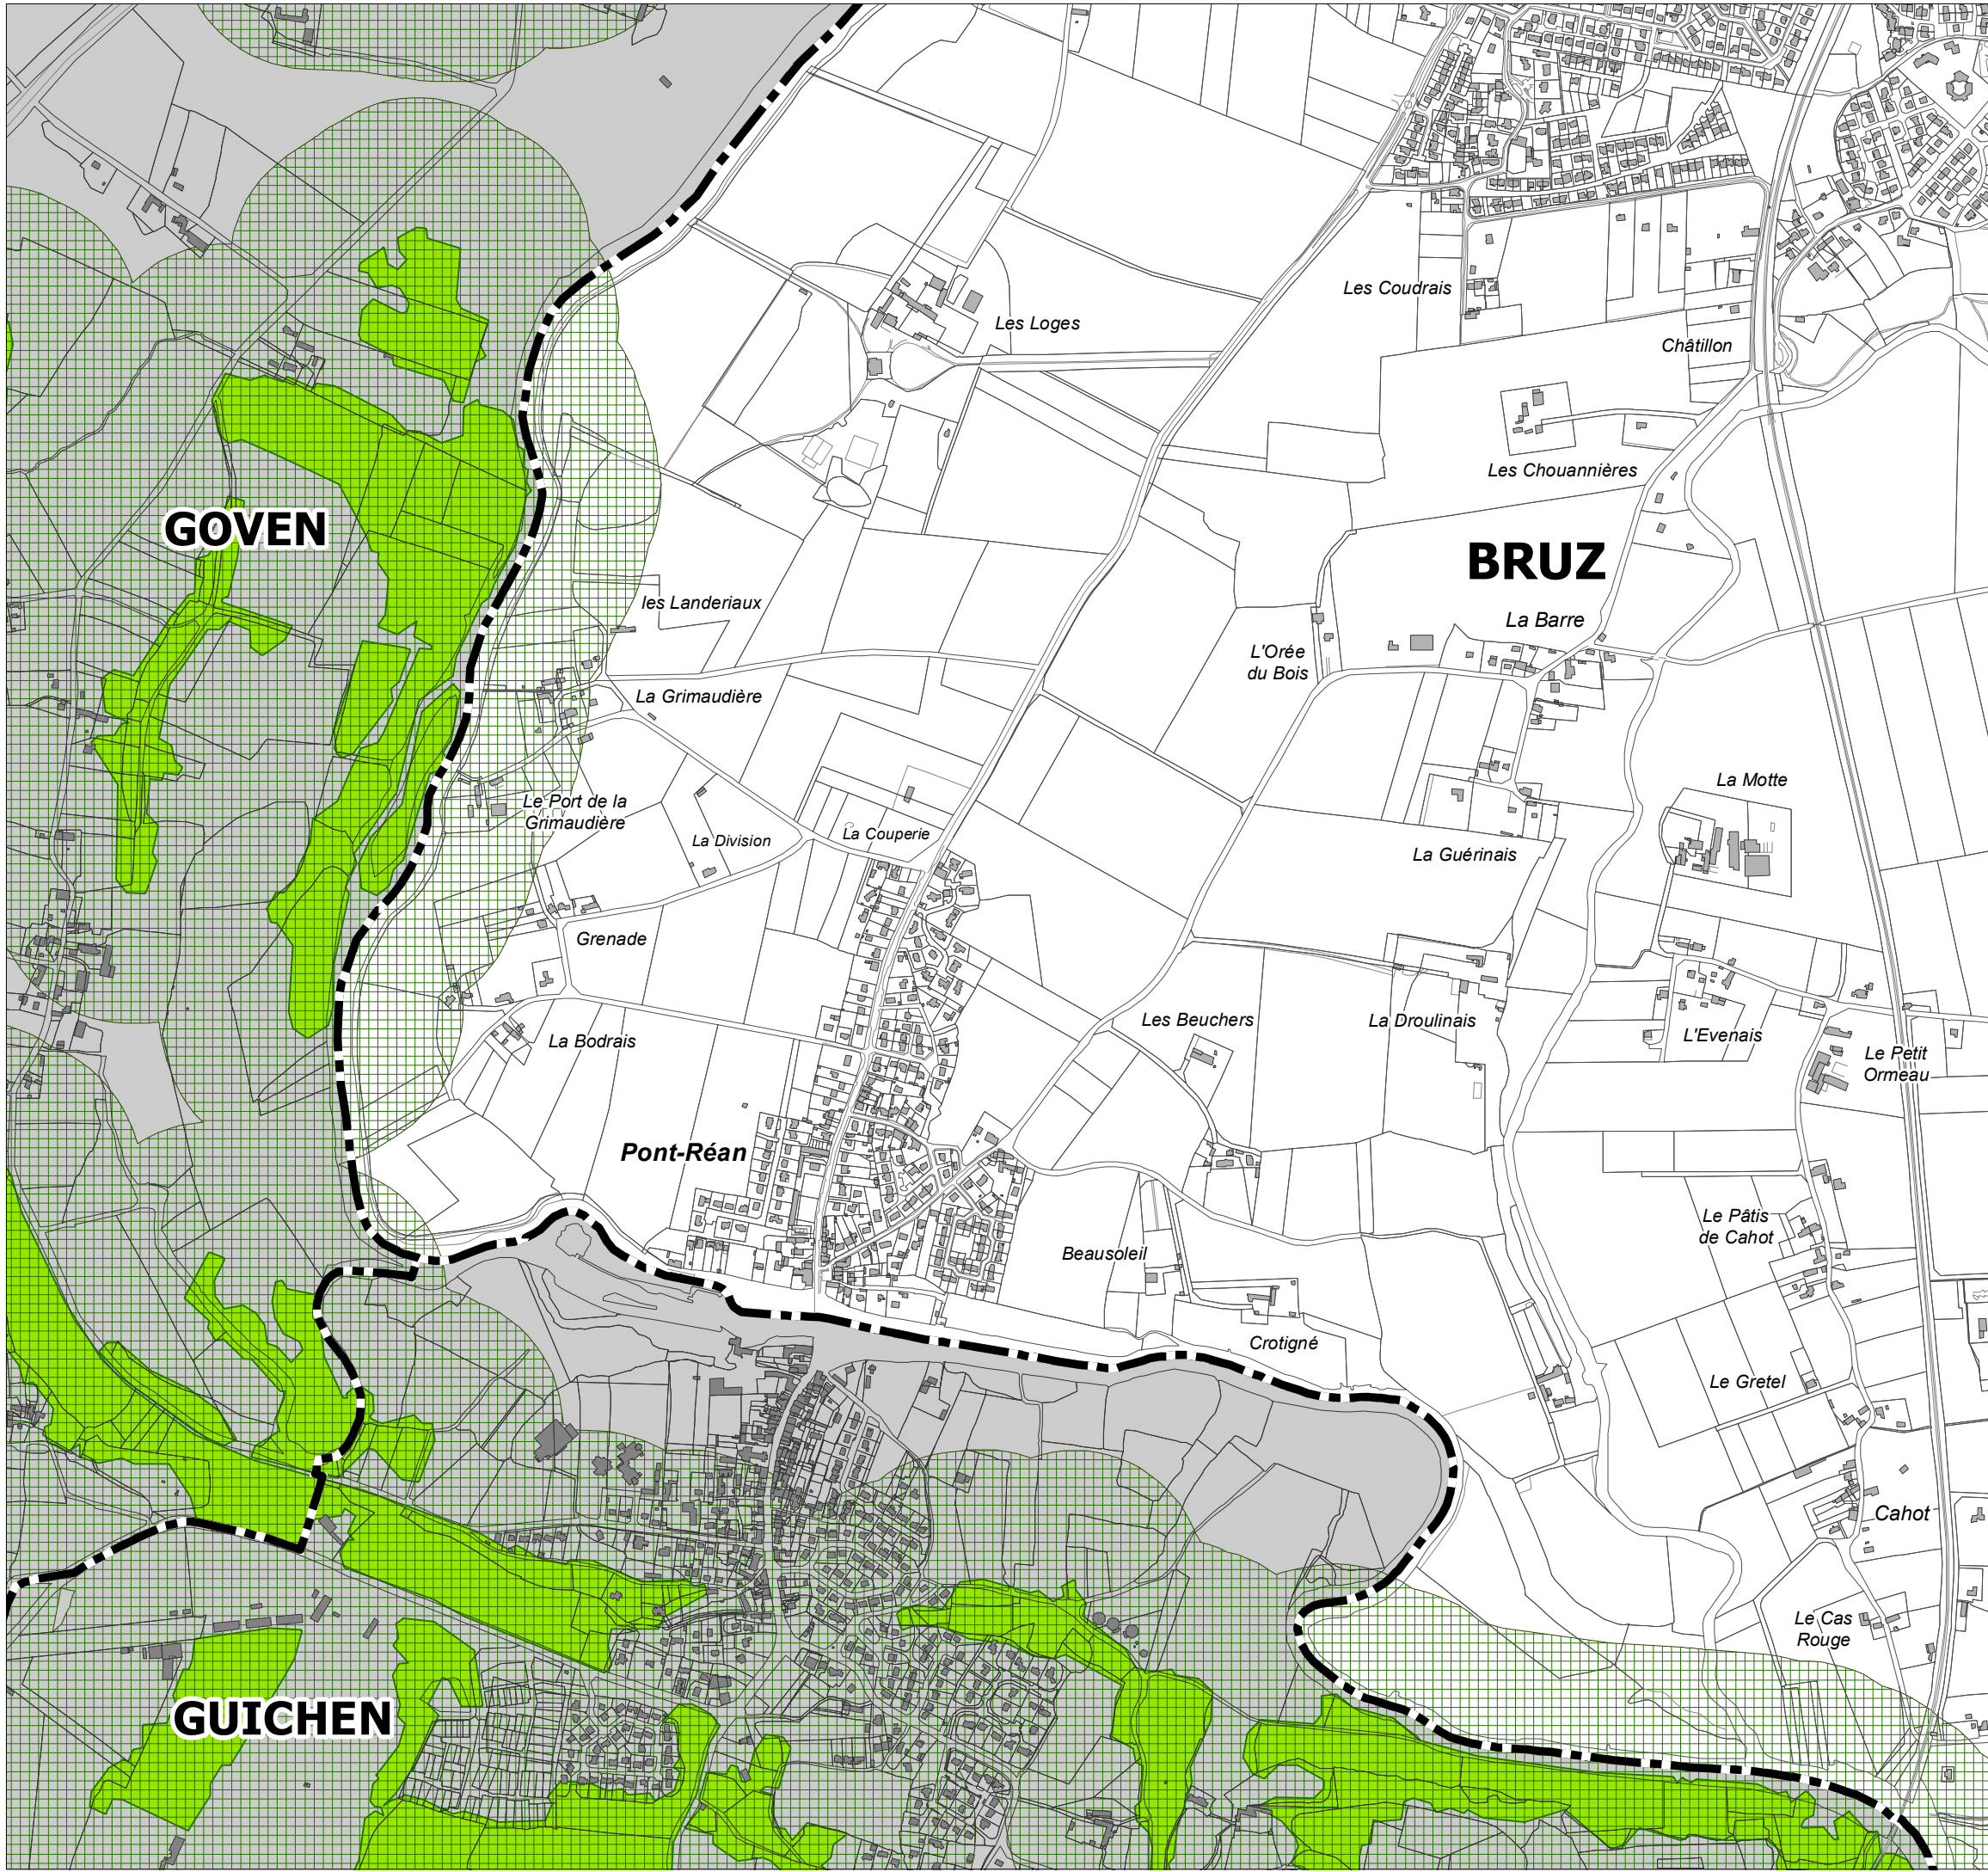 Les Coudrais
Les Loges
Châtillon
Les Chouannières
GOVEN
BRUZ
les Landeriaux
La Barre
L'Orée
du Bois
La Grimaudière
La Motte
Le Port de la
Grimaudière
La Division
La Couperie
La Guérinais
Grenade
Les Beuchers
La Droulinais
L'Evenais
La Bodrais
Le Petit
Ormeau
Pont-Réan
Le Pâtis
de Cahot
Beausoleil
Crotigné
Le Gretel
Cahot
Le Cas
Rouge
GUICHEN